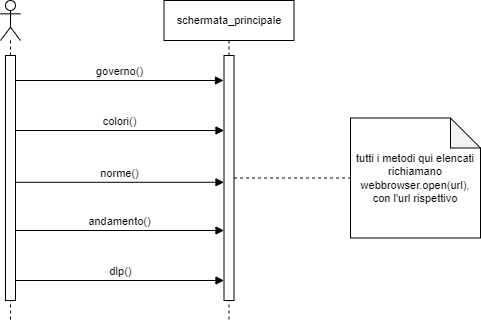 schermata_principale
governo()
colori()
norme()
andamento()
dlp()
tutti i metodi qui elencati
richiamano
webbrowser.open(url),
con l'url rispettivo